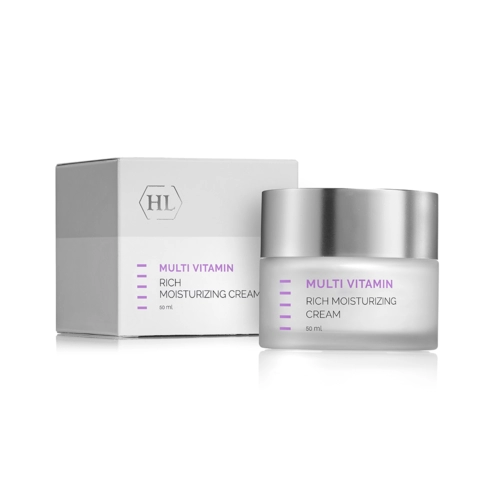 HL
MULTI VITAMIN
RICH
MOISTURIZING CREAM
50 ml
MULTI VITAMIN
RICH MOISTURIZING
CREAM
50 ml